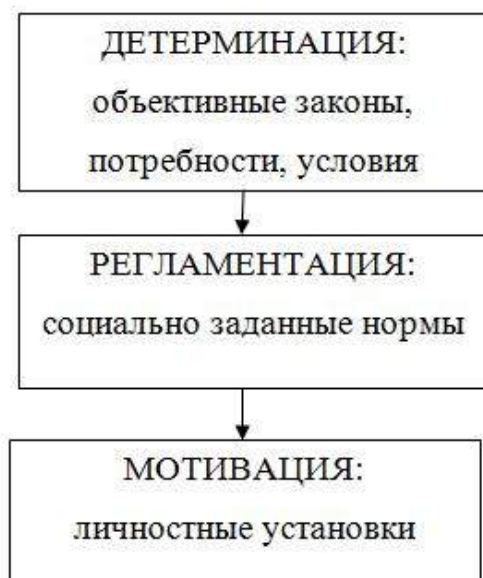 ДЕТЕРМИНАЦИЯ:
объективные законы,
потребности, условия
РЕГЛАМЕНТАЦИЯ:
социально заданные нормы
МОТИВАЦИЯ:
личностные установки